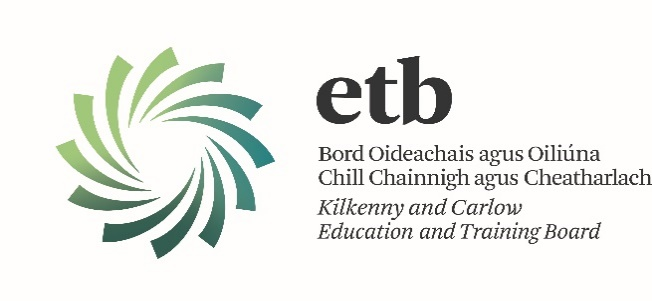 etb
Bord Oideachais agus Oiliúna
Chill Chainnigh agus Cheatharlach
Kilkenny and Carlow
Education and Training Board